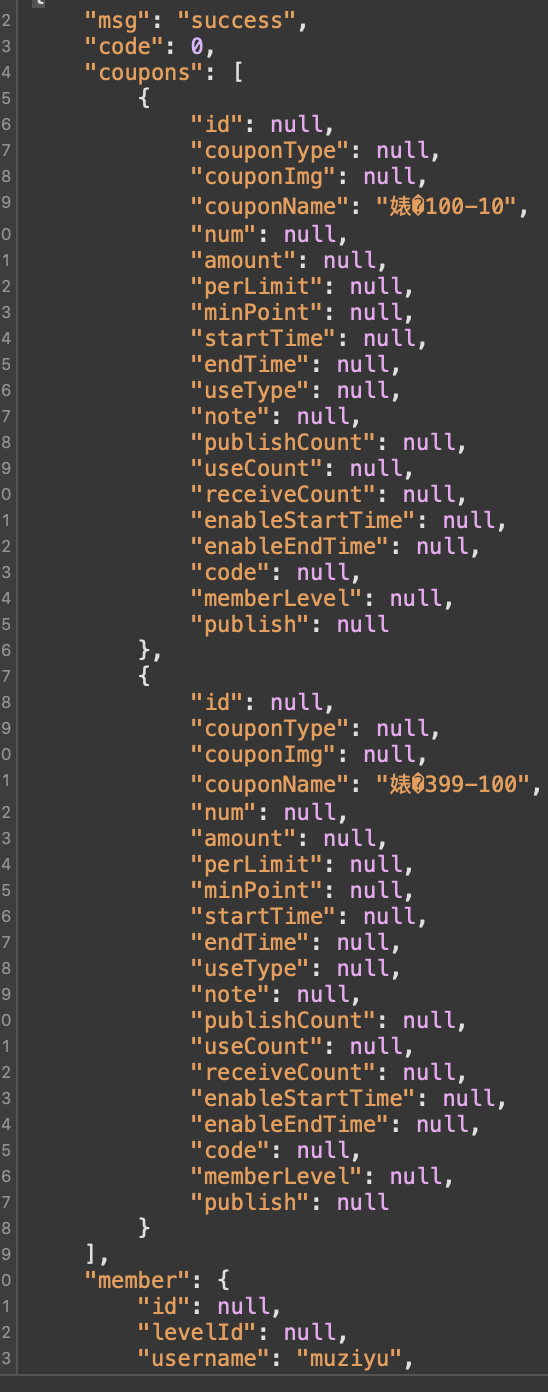 {
2 "msg": "success",
3 "code": 0,
4 "coupons": [
5 {
6 "id": null,
7 "couponType": null,
8 "couponImg": null,
9 "couponName": "婊�100-10",
0 "num": null,
1 "amount": null,
2 "perLimit": null,
3 "minPoint": null,
4 "startTime": null,
5 "endTime": null,
6 "useType": null,
7 "note": null,
8 "publishCount": null,
9 "useCount": null,
0 "receiveCount": null,
1 "enableStartTime": null,
2 "enableEndTime": null,
3 "code": null,
4 "memberLevel": null,
5 "publish": null
6 },
7 {
8 "id": null,
9 "couponType": null,
0 "couponImg": null,
1 "couponName": "婊�399-100",
2 "num": null,
3 "amount": null,
4 "perLimit": null,
5 "minPoint": null,
6 "startTime": null,
7 "endTime": null,
8 "useType": null,
9 "note": null,
0 "publishCount": null,
1 "useCount": null,
2 "receiveCount": null,
3 "enableStartTime": null,
4 "enableEndTime": null,
5 "code": null,
6 "memberLevel": null,
7 "publish": null
8 }
9 ],
0 "member": {
1 "id": null,
2 "levelId": null,
3 "username": "muziyu",